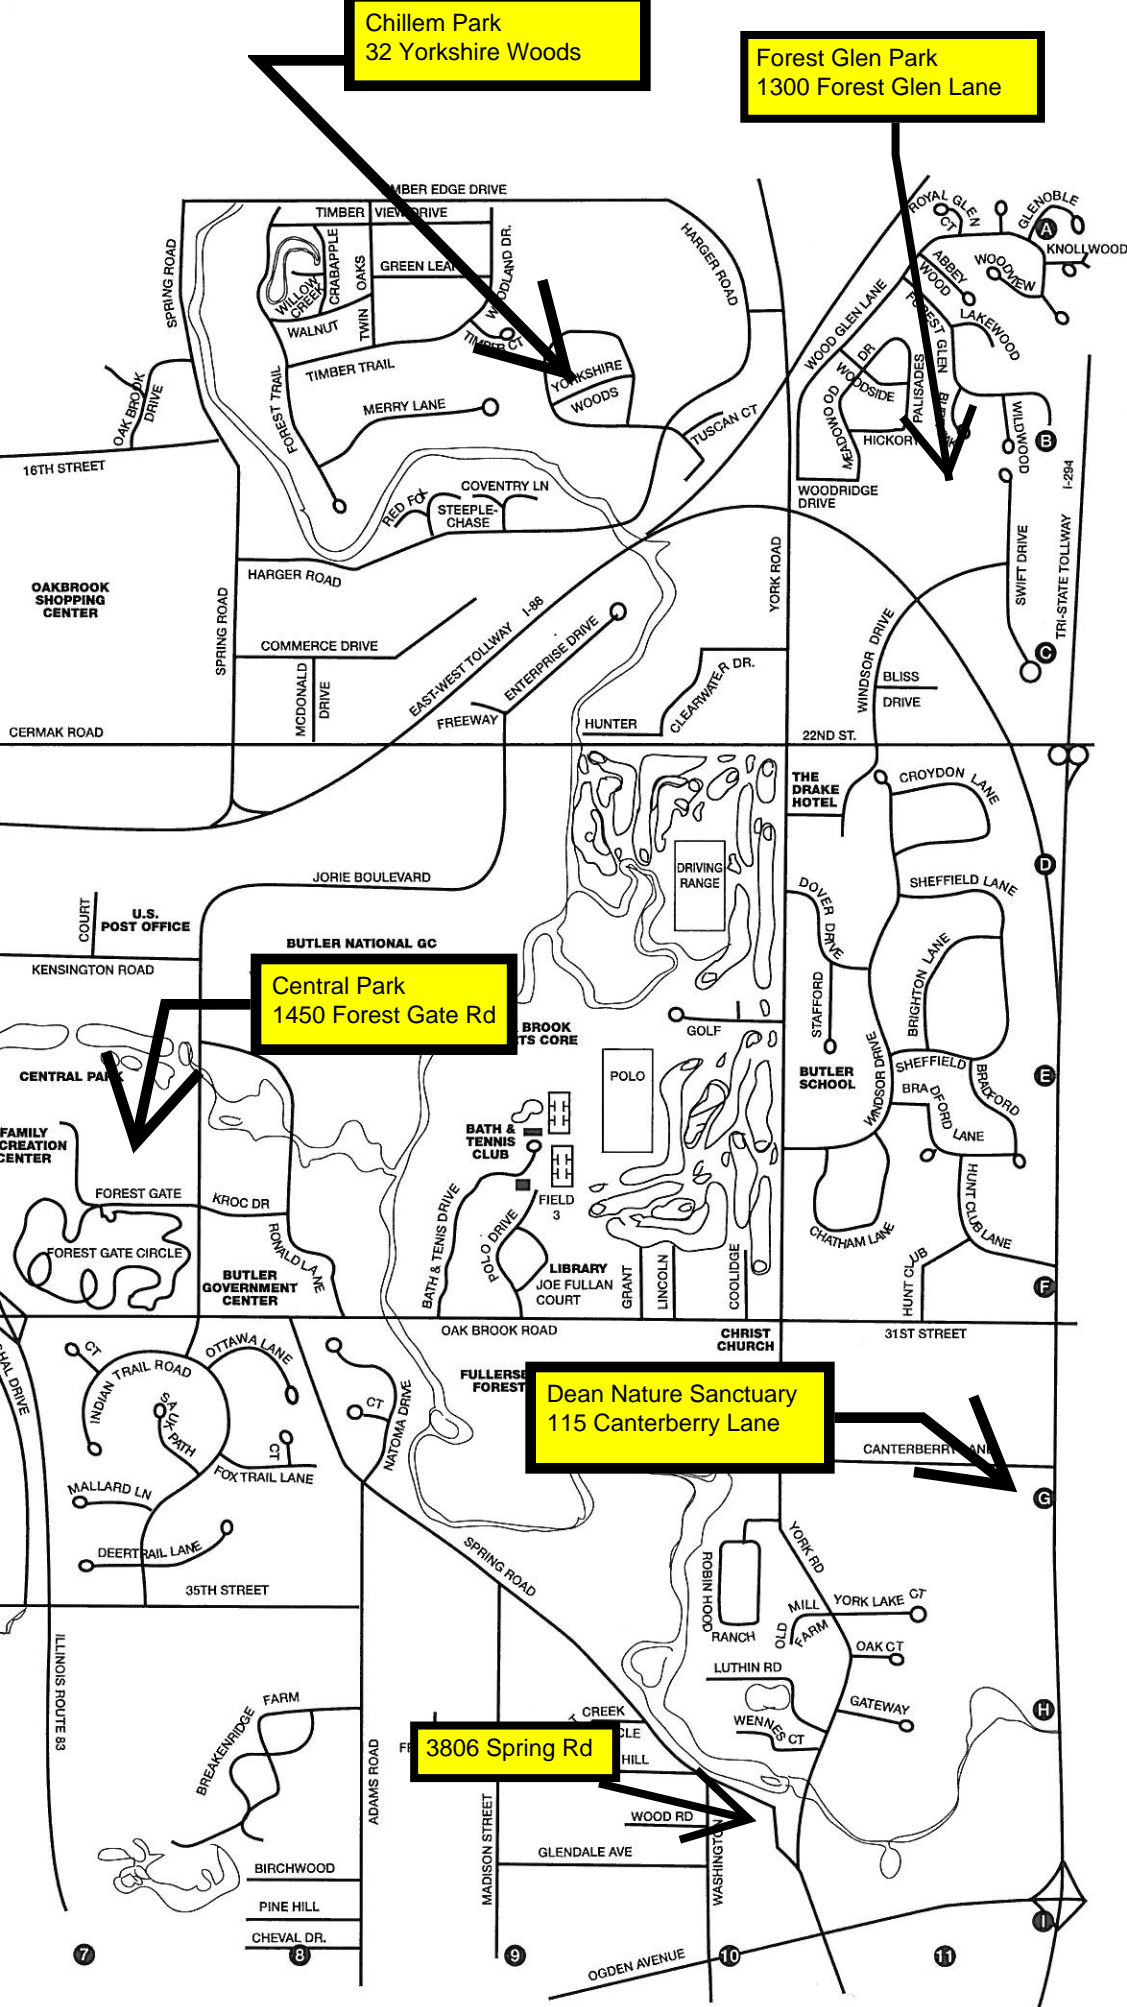 Chillem Park
32 Yorkshire Woods
Forest Glen Park
1300 Forest Glen Lane
MBER EDGE DRIVE
TIMBER VIEW DRIVE
SPRING ROAD
CRABAPPLE
TWIN OAKS
GREEN LEAF
WOODLAND DR.
WILLOW
CREEK
WALNUT
TIMBER CT
TIMBER TRAIL
FOREST TRAIL
MERRY LANE
YORKSHIRE
WOODS
HARGER ROAD
TUSCAN CT
OAK BROOK
DRIVE
16TH STREET
RED FOX
COVENTRY LN
STEEPLE-
CHASE
HARGER ROAD
ROYAL GLEN
CT
GLENOBLE
A
KNOLLWOOD
ABBEY
WOOD
WOODVIEW
WOOD GLEN LANE
FOREST GLEN
LAKEWOOD
DR
WOODSIDE
PALISADES
MEADOWOOD
HICKORY
WILDWOOD
B
WOODRIDGE
DRIVE
I-294
TRI-STATE TOLLWAY
SWIFT DRIVE
YORK ROAD
OAKBROOK
SHOPPING
CENTER
SPRING ROAD
COMMERCE DRIVE
MCDONALD
DRIVE
EAST-WEST TOLLWAY I-88
ENTERPRISE DRIVE
FREEWAY
HUNTER
CLEARWATER DR.
WINDSOR DRIVE
BLISS
DRIVE
C
CERMAK ROAD
22ND ST.
THE
DRAKE
HOTEL
CROYDON LANE
DRIVING
RANGE
D
JORIE BOULEVARD
DOVER DRIVE
SHEFFIELD LANE
COURT
U.S.
POST OFFICE
BUTLER NATIONAL GC
KENSINGTON ROAD
BRIGHTON LANE
STAFFORD
Central Park
1450 Forest Gate Rd
BROOK
TS CORE
GOLF
CENTRAL PARK
POLO
BUTLER
SCHOOL
WINDSOR DRIVE
SHEFFIELD
BRADFORD
BRA DFORD LANE
E
FAMILY
CREATION
CENTER
BATH &
TENNIS
CLUB
FIELD
3
FOREST GATE
KROC DR
RONALD LANE
BATH & TENIS DRIVE
POLO DRIVE
HUNT CLUB LANE
CHATHAM LANE
HUNT CLUB
FOREST GATE CIRCLE
BUTLER
GOVERNMENT
CENTER
LIBRARY
JOE FULLAN
COURT
GRANT
LINCOLN
COOLIDGE
F
OAK BROOK ROAD
CHRIST
CHURCH
31ST STREET
HAL DRIVE
CT
INDIAN TRAIL ROAD
OTTAWA LANE
SAUK PATH
CT
CT
NATOMA DRIVE
FULLERS
FOREST
Dean Nature Sanctuary
115 Canterberry Lane
CANTERBERRY LANE
G
MALLARD LN
FOX TRAIL LANE
DEERTRAIL LANE
35TH STREET
SPRING ROAD
ROBIN HOOD
RANCH
YORK RD
OLD
MILL
FARM
YORK LAKE CT
OAK CT
LUTHIN RD
GATEWAY
WENNES CT
H
ILLINOIS ROUTE 83
BREAKENRIDGE
FARM
ADAMS ROAD
CREEK
CLE
HILL
3806 Spring Rd
WOOD RD
MADISON STREET
GLENDALE AVE
WASHINGTON
BIRCHWOOD
PINE HILL
CHEVAL DR.
I
7
8
9
10
11
OGDEN AVENUE